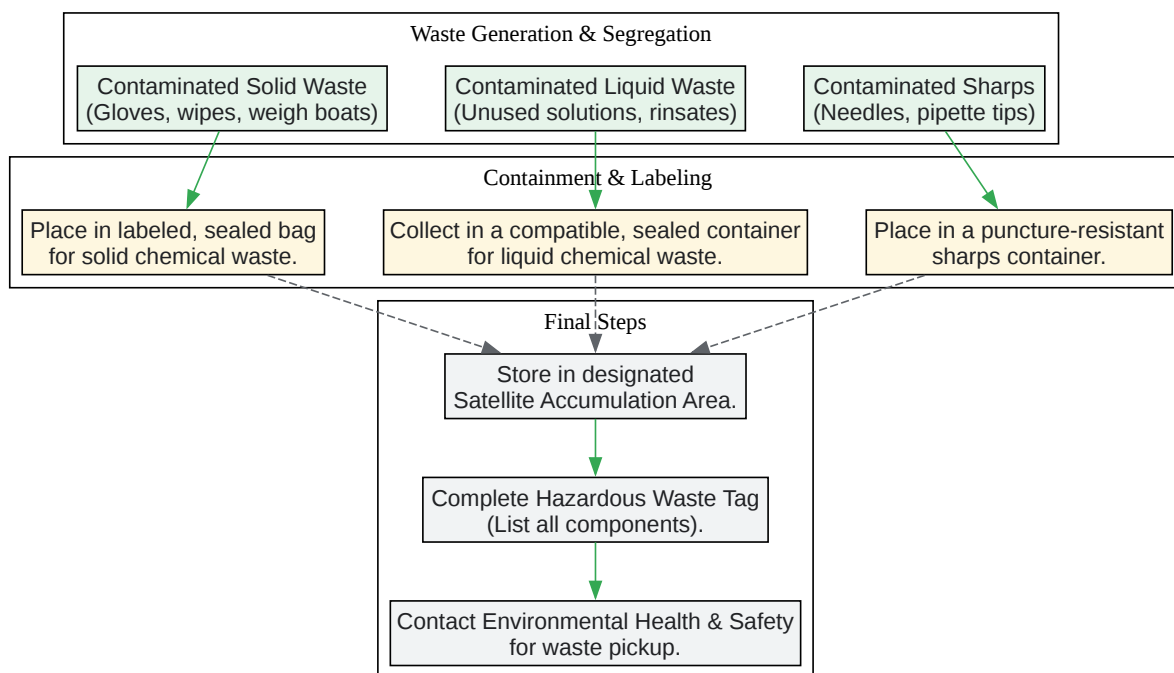 Waste Generation & Segregation
Contaminated Solid Waste
(Gloves, wipes, weigh boats)
Contaminated Liquid Waste
(Unused solutions, rinsates)
Contaminated Sharps
(Needles, pipette tips)
Containment & Labeling
Place in labeled, sealed bag
for solid chemical waste.
Collect in a compatible, sealed container
for liquid chemical waste.
Place in a puncture-resistant
sharps container.
Final Steps
Store in designated
Satellite Accumulation Area.
Complete Hazardous Waste Tag
(List all components).
Contact Environmental Health & Safety
for waste pickup.